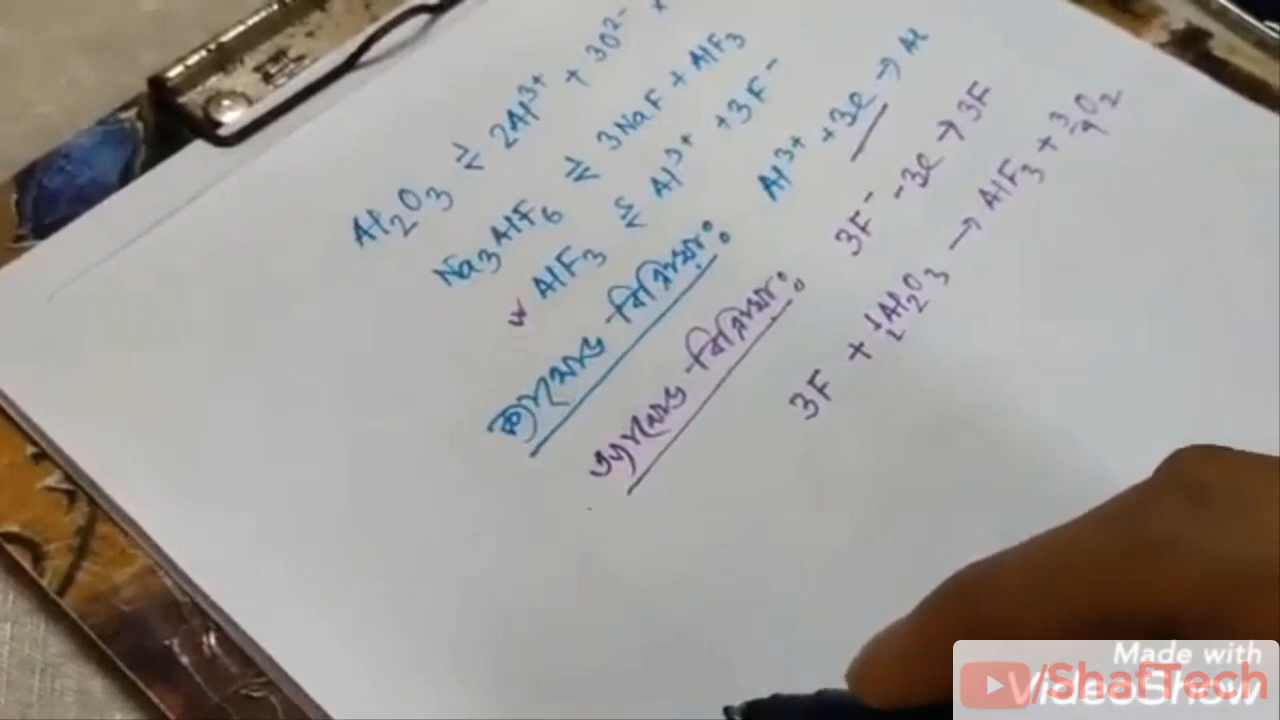 Al₂O₃ ⇌ 2Al³⁺ + 3O²⁻
Na₃AlF₆ ⇌ 3NaF + AlF₃
AlF₃ ⇌ Al³⁺ + 3F⁻
ক্যাথোড বিক্রিয়া: Al³⁺ + 3e → Al
অ্যানোড বিক্রিয়া: 3F⁻ - 3e → 3F
3F + ½Al₂O₃ → AlF₃ + ¾O₂
Made with
VideoShow
/ShafTech